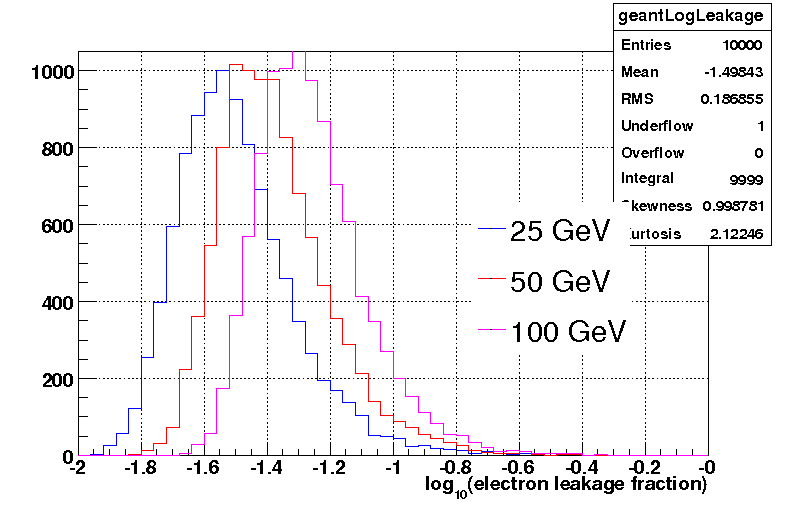 geantLogLeakage
Entries 10000
Mean -1.49843
RMS 0.186855
Underflow 1
Overflow 0
Integral 9999
Skewness 0.998781
Kurtosis 2.12246
1000
800
600
400
200
0
25 GeV
50 GeV
100 GeV
-2 -1.8 -1.6 -1.4 -1.2 -1 -0.8 -0.6 -0.4 -0.2 -0
log10(electron leakage fraction)